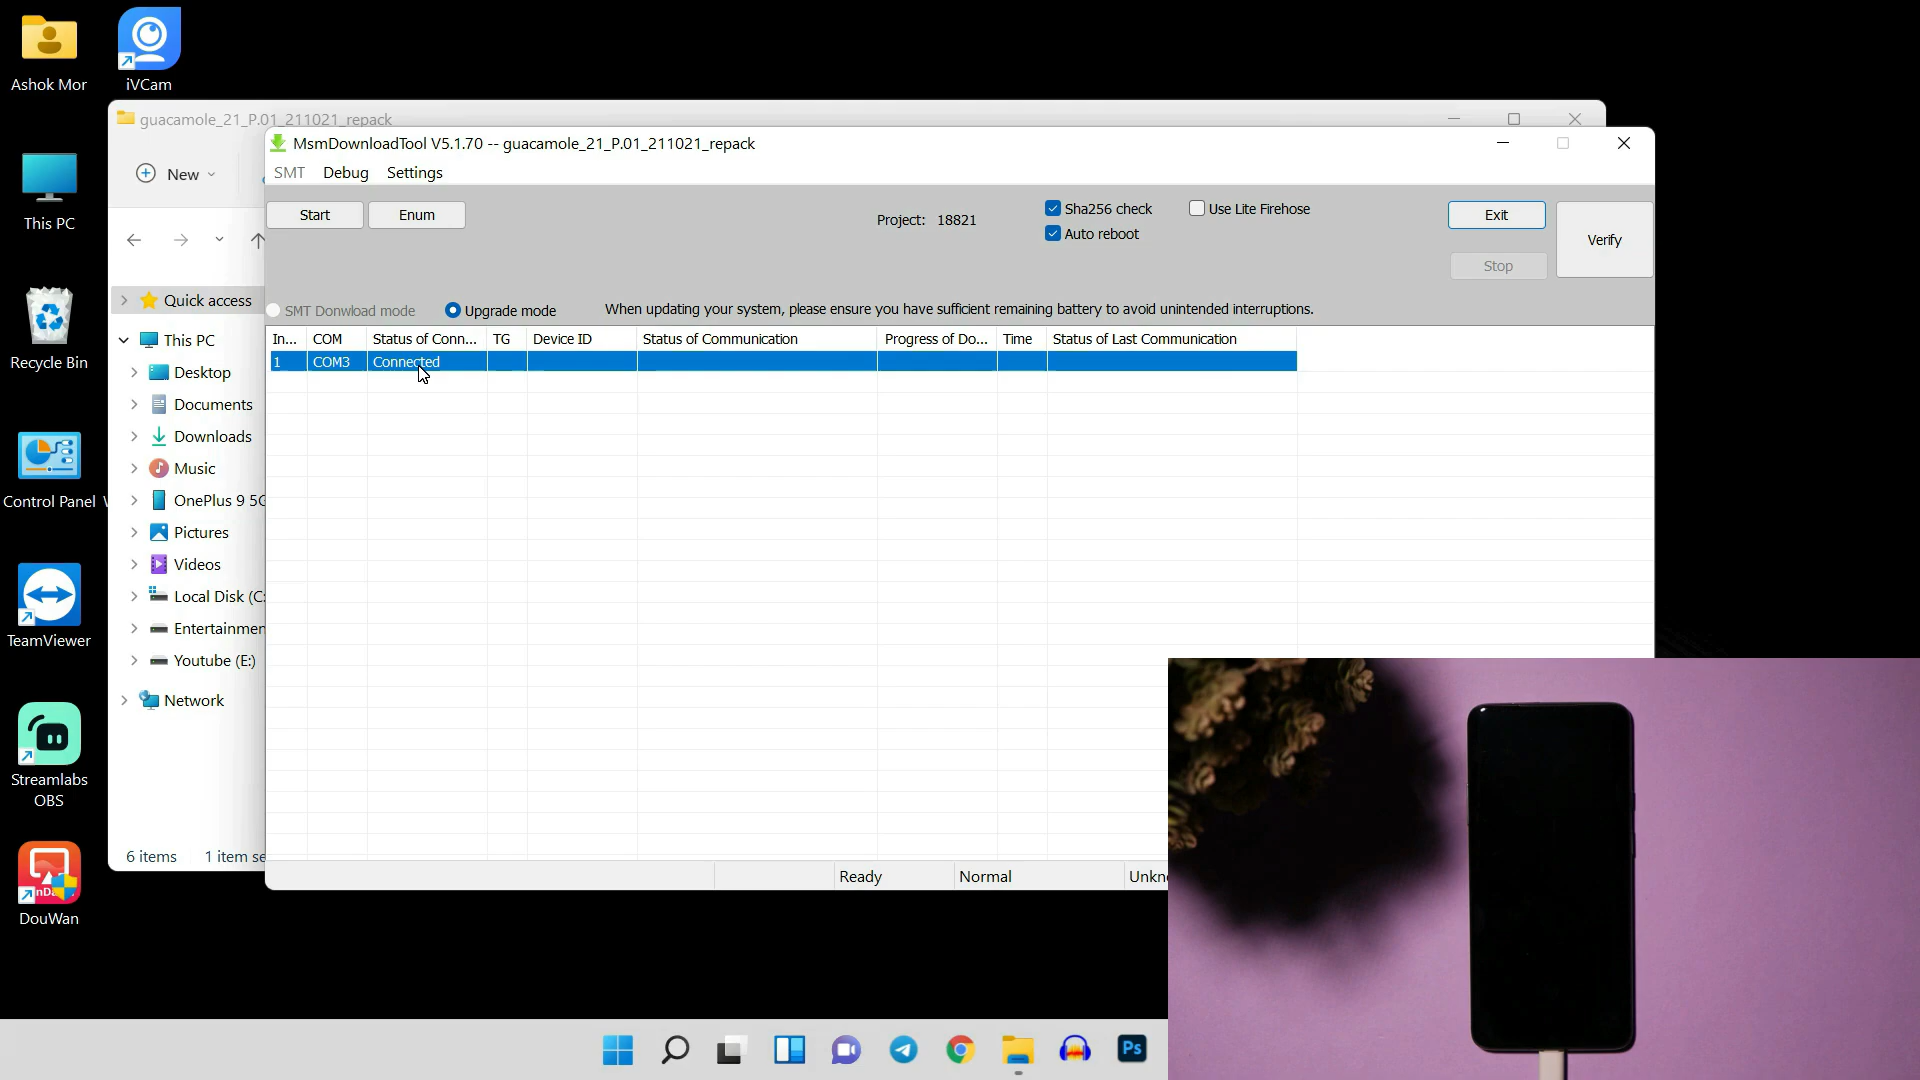 Ashok Mor
iVCam
This PC
Recycle Bin
Control Panel
TeamViewer
Streamlabs
OBS
DouWan
guacamole_21_P.01_211021_repack
New
Quick access
This PC
Desktop
Documents
Downloads
Music
OnePlus 9 5G
Pictures
Videos
Local Disk (C:
Youtube (E:)
Network
6 items 1 item se
MsmDownloadTool V5.1.70 -- guacamole_21_P.01_211021_repack
SMT Debug Settings
Start Enum
Project: 18821
Sha256 check
Use Lite Firehose
Auto reboot
Exit
Verify
Stop
SMT Donwload mode
Upgrade mode
When updating your system, please ensure you have sufficient remaining battery to avoid unintended interruptions.
In... COM Status of Conn... TG Device ID Status of Communication Progress of Do... Time Status of Last Communication
1 COM3 Connected
Ready Normal
Ps